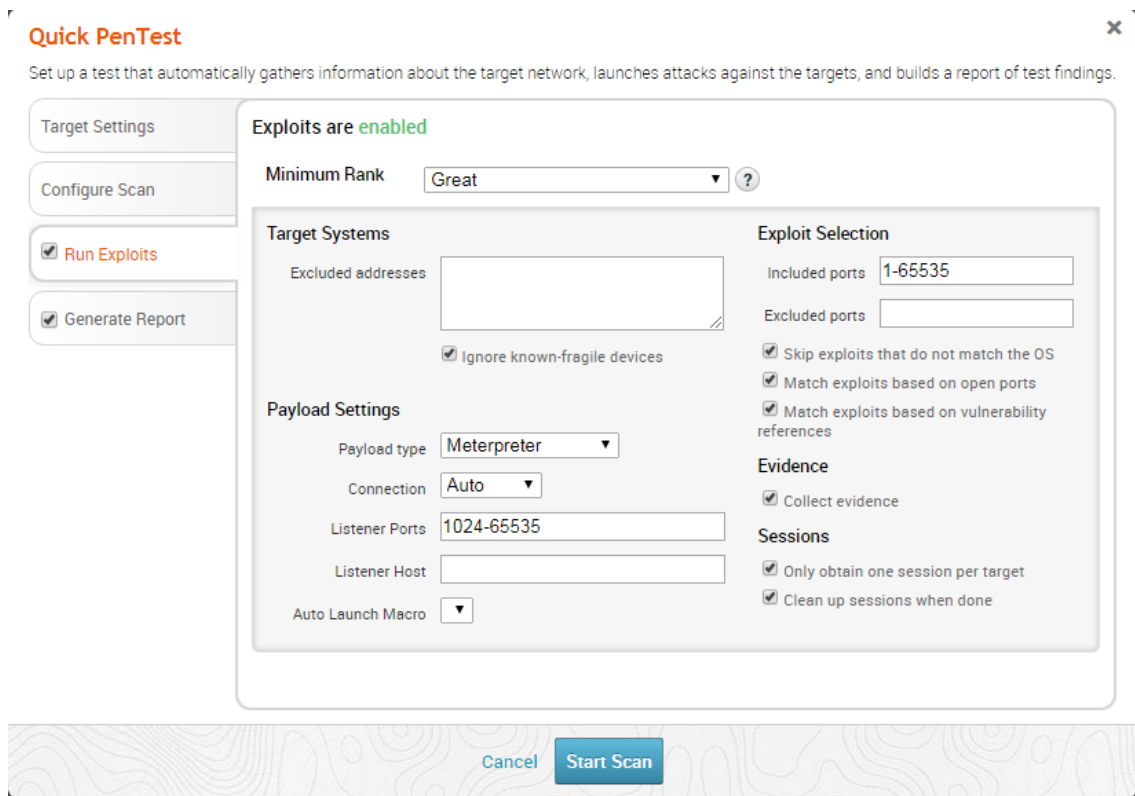 Quick PenTest
Set up a test that automatically gathers information about the target network, launches attacks against the targets, and builds a report of test findings.
Target Settings
Configure Scan
Run Exploits
Generate Report
Exploits are enabled
Minimum Rank Great ?
Target Systems
Excluded addresses
Ignore known-fragile devices
Payload Settings
Payload type Meterpreter
Connection Auto
Listener Ports 1024-65535
Listener Host
Auto Launch Macro
Exploit Selection
Included ports 1-65535
Excluded ports
Skip exploits that do not match the OS
Match exploits based on open ports
Match exploits based on vulnerability
references
Evidence
Collect evidence
Sessions
Only obtain one session per target
Clean up sessions when done
Cancel Start Scan